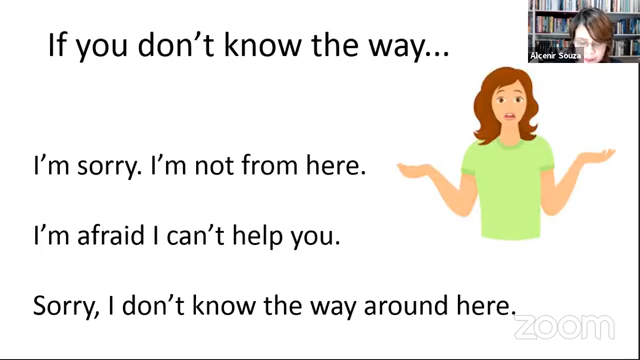 If you don't know the way...
Alcenir Souza
I'm sorry. I'm not from here.
I'm afraid I can't help you.
Sorry, I don't know the way around here.
zoom